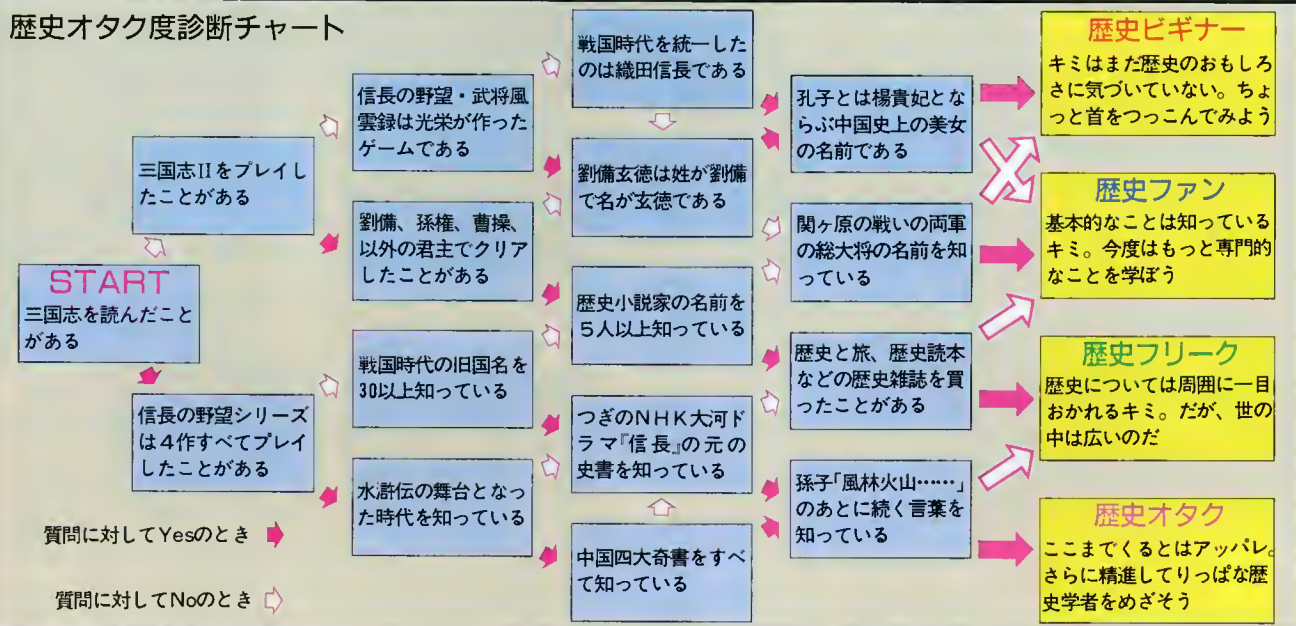 歴史オタク度診断チャート
START
三国志を読んだこと
がある
三国志IIをプレイし
たことがある
信長の野望シリーズ
は4作すべてプレイ
したことがある
信長の野望・武将風
雲録は光栄が作った
ゲームである
劉備、孫権、曹操、
以外の君主でクリア
したことがある
戦国時代の旧国名を
30以上知っている
水滸伝の舞台となっ
た時代を知っている
戦国時代を統一した
のは織田信長である
劉備玄徳は姓が劉備
で名が玄徳である
歴史小説家の名前を
5人以上知っている
つぎのNHK大河ド
ラマ『信長』の元の
史書を知っている
中国四大奇書をすべ
て知っている
孔子とは楊貴妃とな
らぶ中国史上の美女
の名前である
関ヶ原の戦いの両軍
の総大将の名前を知
っている
歴史と旅、歴史読本
などの歴史雑誌を買
ったことがある
孫子「風林火山……」
のあとに続く言葉を
知っている
歴史ビギナー
キミはまだ歴史のおもしろ
さに気づいていない。ちょ
っと首をつっこんでみよう
歴史ファン
基本的なことは知っている
キミ。今度はもっと専門的
なことを学ぼう
歴史フリーク
歴史については周囲に一目
おかれるキミ。だが、世の
中は広いのだ
歴史オタク
ここまでくるとはアッパレ。
さらに精進してりっぱな歴
史学者をめざそう
質問に対してYesのとき
質問に対してNoのとき